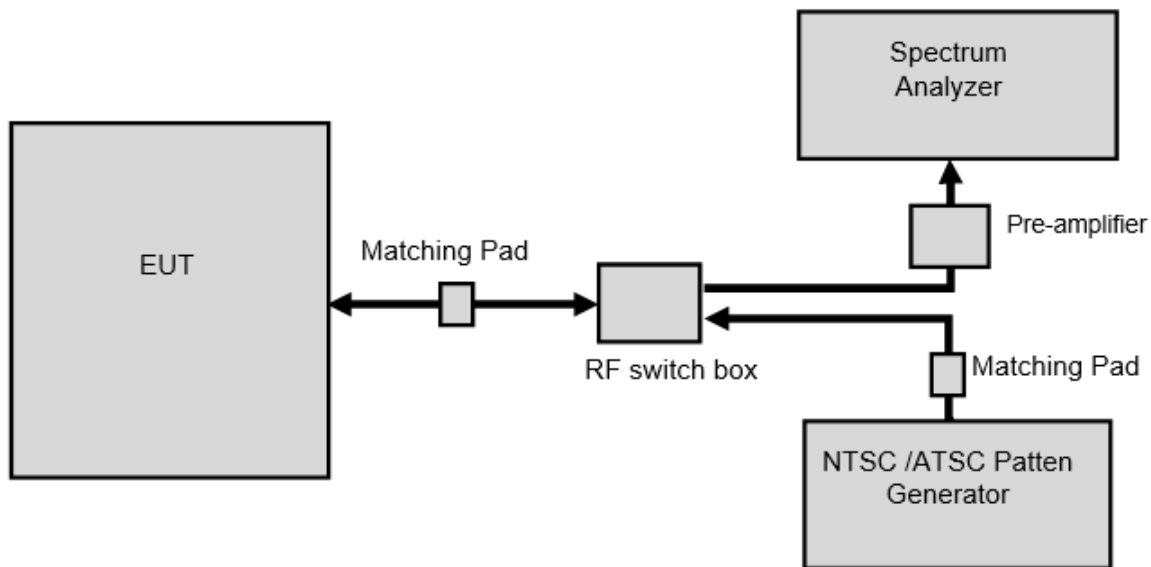 Spectrum
Analyzer
Pre-amplifier
Matching Pad
EUT
RF switch box
Matching Pad
NTSC /ATSC Patten
Generator